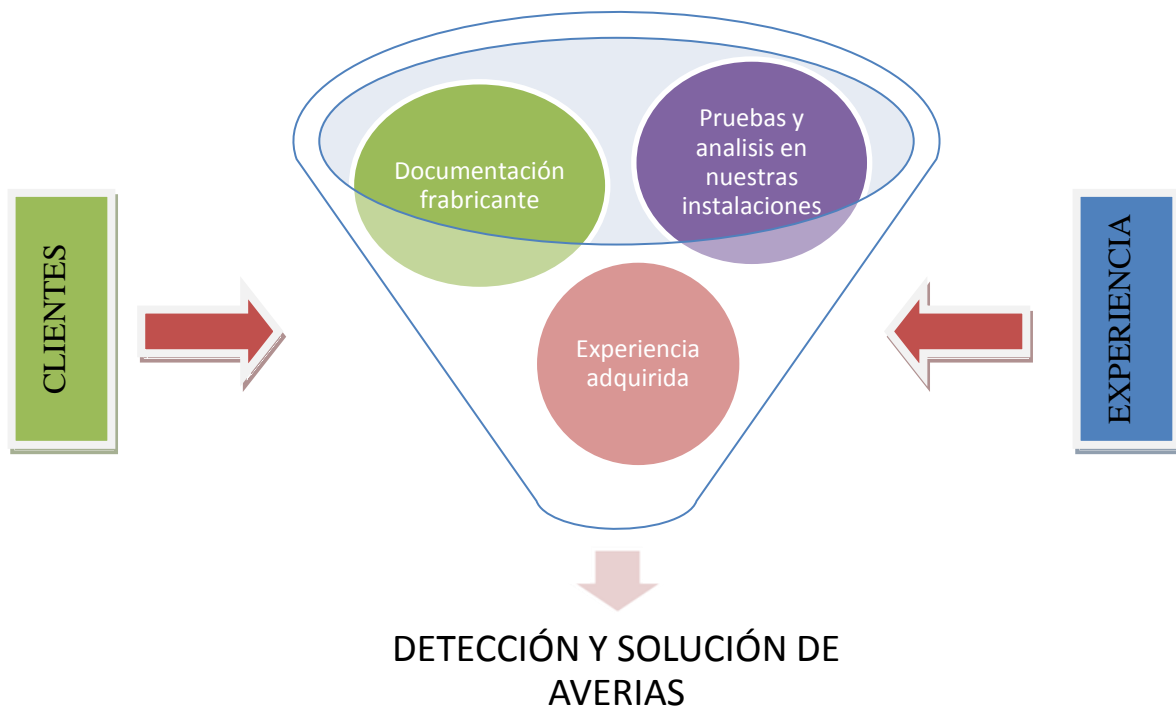 CLIENTES
Documentación
frabricante
Pruebas y
analisis en
nuestras
instalaciones
Experiencia
adquirida
EXPERIENCIA
DETECCIÓN Y SOLUCIÓN DE
AVERIAS